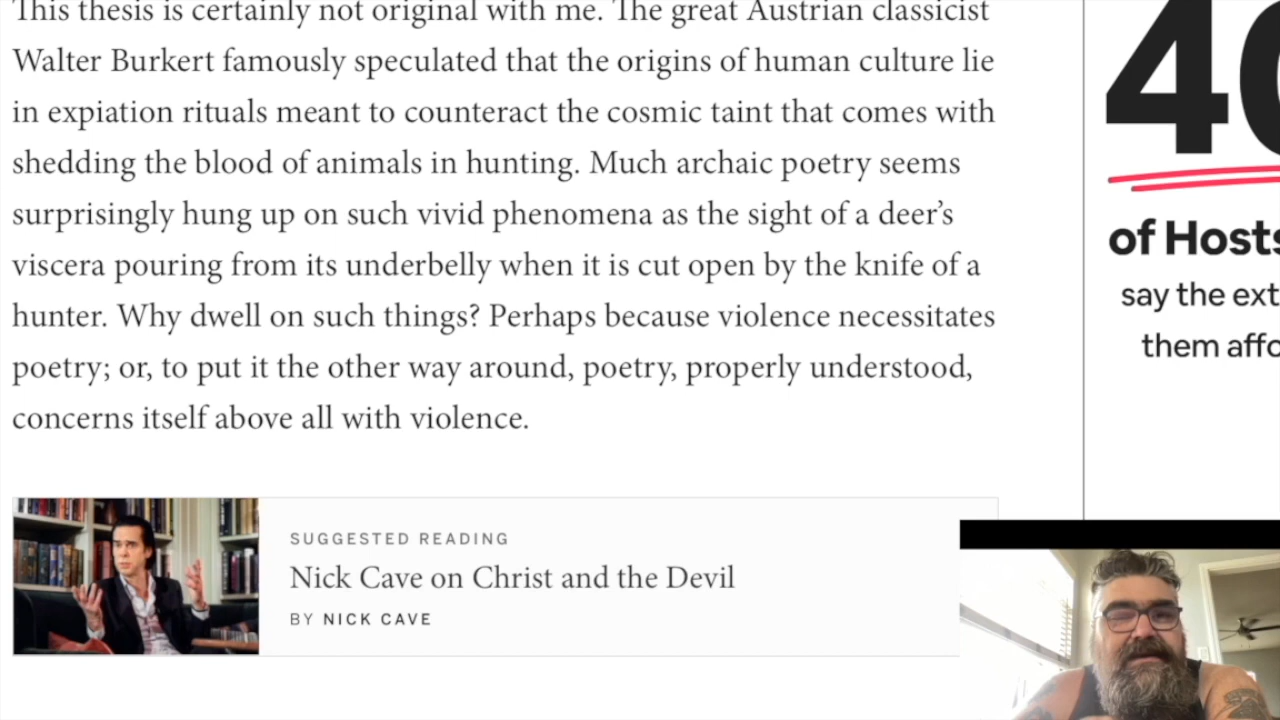 This thesis is certainly not original with me. The great Austrian classicist
Walter Burkert famously speculated that the origins of human culture lie
in expiation rituals meant to counteract the cosmic taint that comes with
shedding the blood of animals in hunting. Much archaic poetry seems
surprisingly hung up on such vivid phenomena as the sight of a deer’s
viscera pouring from its underbelly when it is cut open by the knife of a
hunter. Why dwell on such things? Perhaps because violence necessitates
poetry; or, to put it the other way around, poetry, properly understood,
concerns itself above all with violence.
SUGGESTED READING
Nick Cave on Christ and the Devil
BY NICK CAVE
40
of Hosts
say the ext
them affo